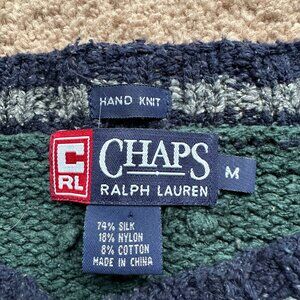 HAND KNIT
C
RL
CHAPS
RALPH LAUREN
M
74% SILK
18% NYLON
8% COTTON
MADE IN CHINA